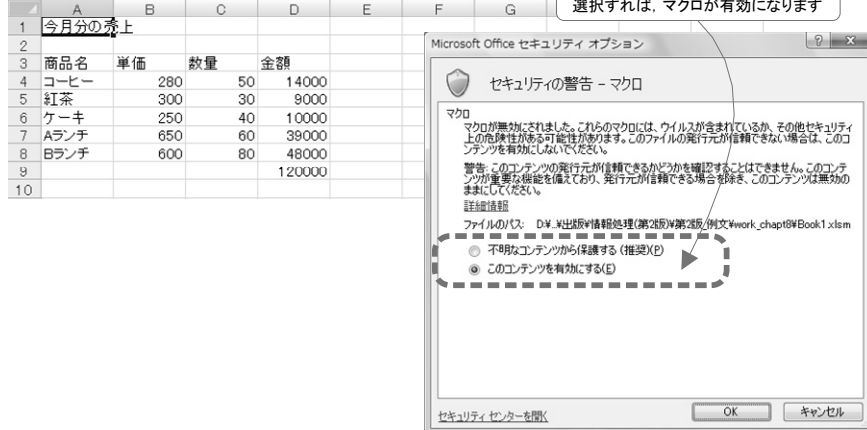 選択すれば，マクロが有効になります
A B C D E F G
1 今月分の売上
2
3 商品名 単価 数量 金額
4 コーヒー 280 50 14000
5 紅茶 300 30 9000
6 ケーキ 250 40 10000
7 Aランチ 650 60 39000
8 Bランチ 600 80 48000
9 120000
10
Microsoft Office セキュリティ オプション
セキュリティの警告 - マクロ
マクロ
マクロが無効にされました。これらのマクロには、ウイルスが含まれているか、その他セキュリティ
上の危険性がある可能性があります。このファイルの発行元が信頼できない場合は、このコ
ンテンツを有効にしないでください。
警告: このコンテンツの発行元が信頼できるかどうかを確認することはできません。このコンテ
ンツが重要な機能を備えており、発行元が信頼できる場合を除き、このコンテンツは無効の
ままにしてください。
詳細情報
ファイルのパス: D:¥...¥出版¥情報処理(第2版)¥第2版_例文¥work_chapt8¥Book1.xlsm
不明なコンテンツから保護する (推奨)(P)
このコンテンツを有効にする(E)
セキュリティ センターを開く
OK キャンセル